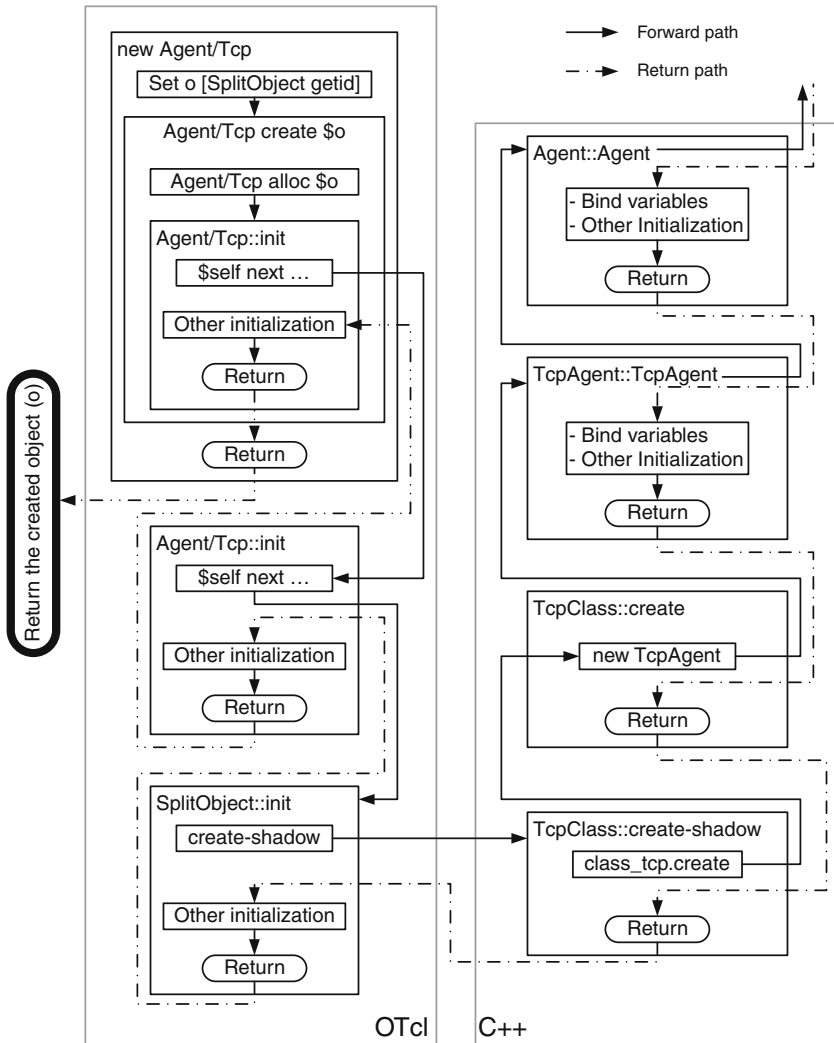 new Agent/Tcp
Set o [SplitObject getid]
Agent/Tcp create $o
Agent/Tcp alloc $o
Agent/Tcp::init
$self next …
Other initialization
Return
Return
Return the created object (o)
Agent/Tcp::init
$self next …
Other initialization
Return
SplitObject::init
create-shadow
Other initialization
Return
OTcl
Forward path
Return path
Agent::Agent
- Bind variables
- Other Initialization
Return
TcpAgent::TcpAgent
- Bind variables
- Other Initialization
Return
TcpClass::create
new TcpAgent
Return
TcpClass::create-shadow
class_tcp.create
Return
C++